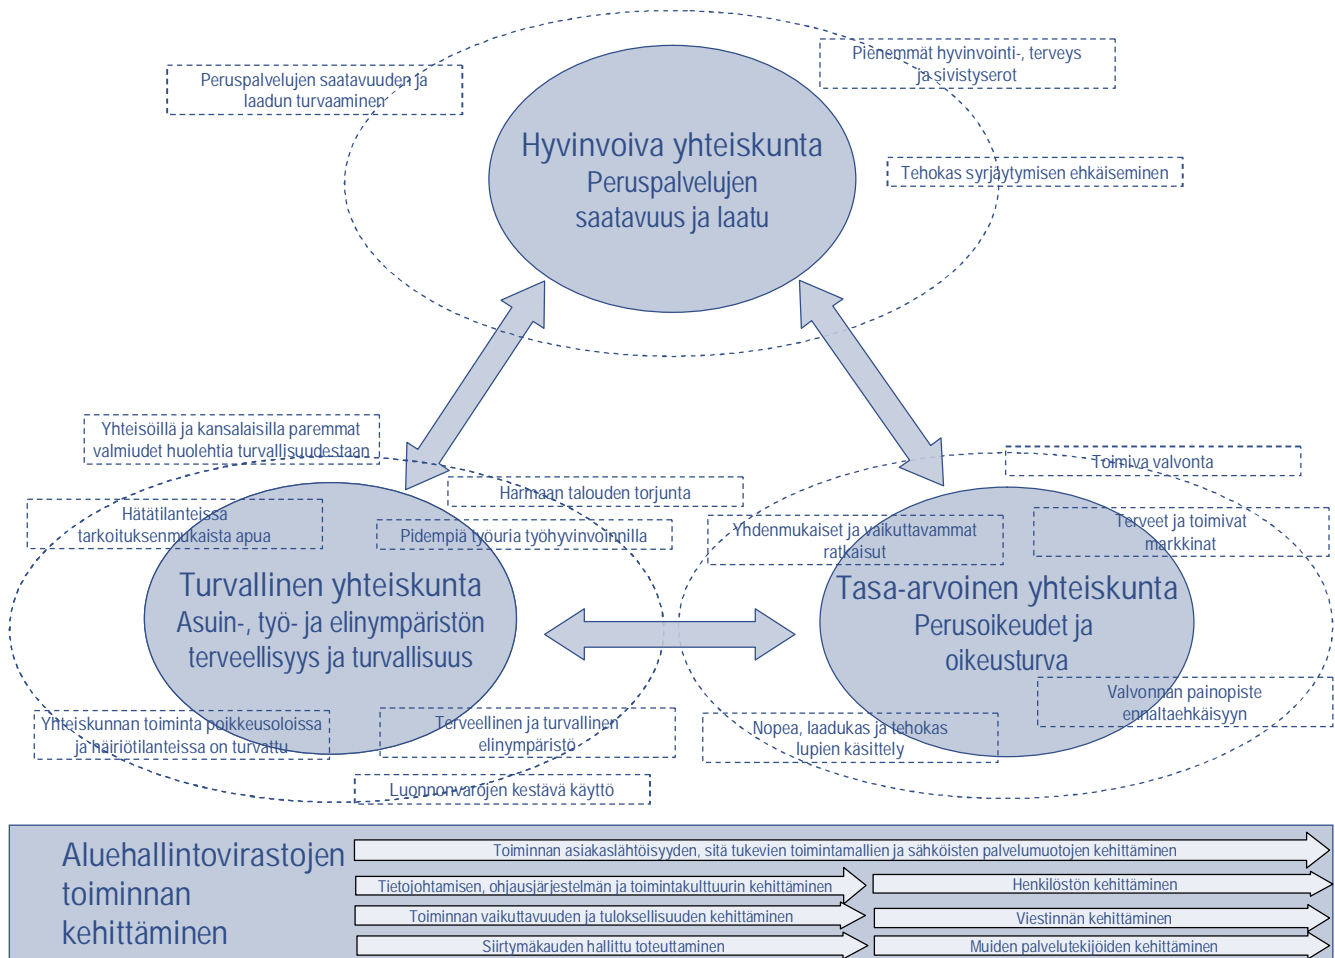 Pienemmät hyvinvointi-, terveys
ja sivistyserot
Peruspalvelujen saatavuuden ja
laadun turvaaminen
Hyvinvoiva yhteiskunta
Peruspalvelujen
saatavuus ja laatu
Tehokas syrjäytymisen ehkäiseminen
Yhteisöillä ja kansalaisilla paremmat
valmiudet huolehtia turvallisuudestaan
Harmaan talouden torjunta
Hätätilanteissa
tarkoituksenmukaista apua
Pidempiä työuria työhyvinvoinnilla
Turvallinen yhteiskunta
Asuin-, työ- ja elinympäristön
terveellisyys ja turvallisuus
Yhteiskunnan toiminta poikkeusoloissa
ja häiriötilanteissa on turvattu
Terveellinen ja turvallinen
elinympäristö
Luonnonvarojen kestävä käyttö
Toimiva valvonta
Yhdenmukaiset ja vaikuttavammat
ratkaisut
Terveet ja toimivat
markkinat
Tasa-arvoinen yhteiskunta
Perusoikeudet ja
oikeusturva
Valvonnan painopiste
ennaltaehkäisyyn
Nopea, laadukas ja tehokas
lupien käsittely
Aluehallintovirastojen
toiminnan
kehittäminen
Toiminnan asiakaslähtöisyyden, sitä tukevien toimintamallien ja sähköisten palvelumuotojen kehittäminen
Tietojohtamisen, ohjausjärjestelmän ja toimintakulttuurin kehittäminen
Henkilöstön kehittäminen
Toiminnan vaikuttavuuden ja tuloksellisuuden kehittäminen
Viestinnän kehittäminen
Siirtymäkauden hallittu toteuttaminen
Muiden palvelutekijöiden kehittäminen